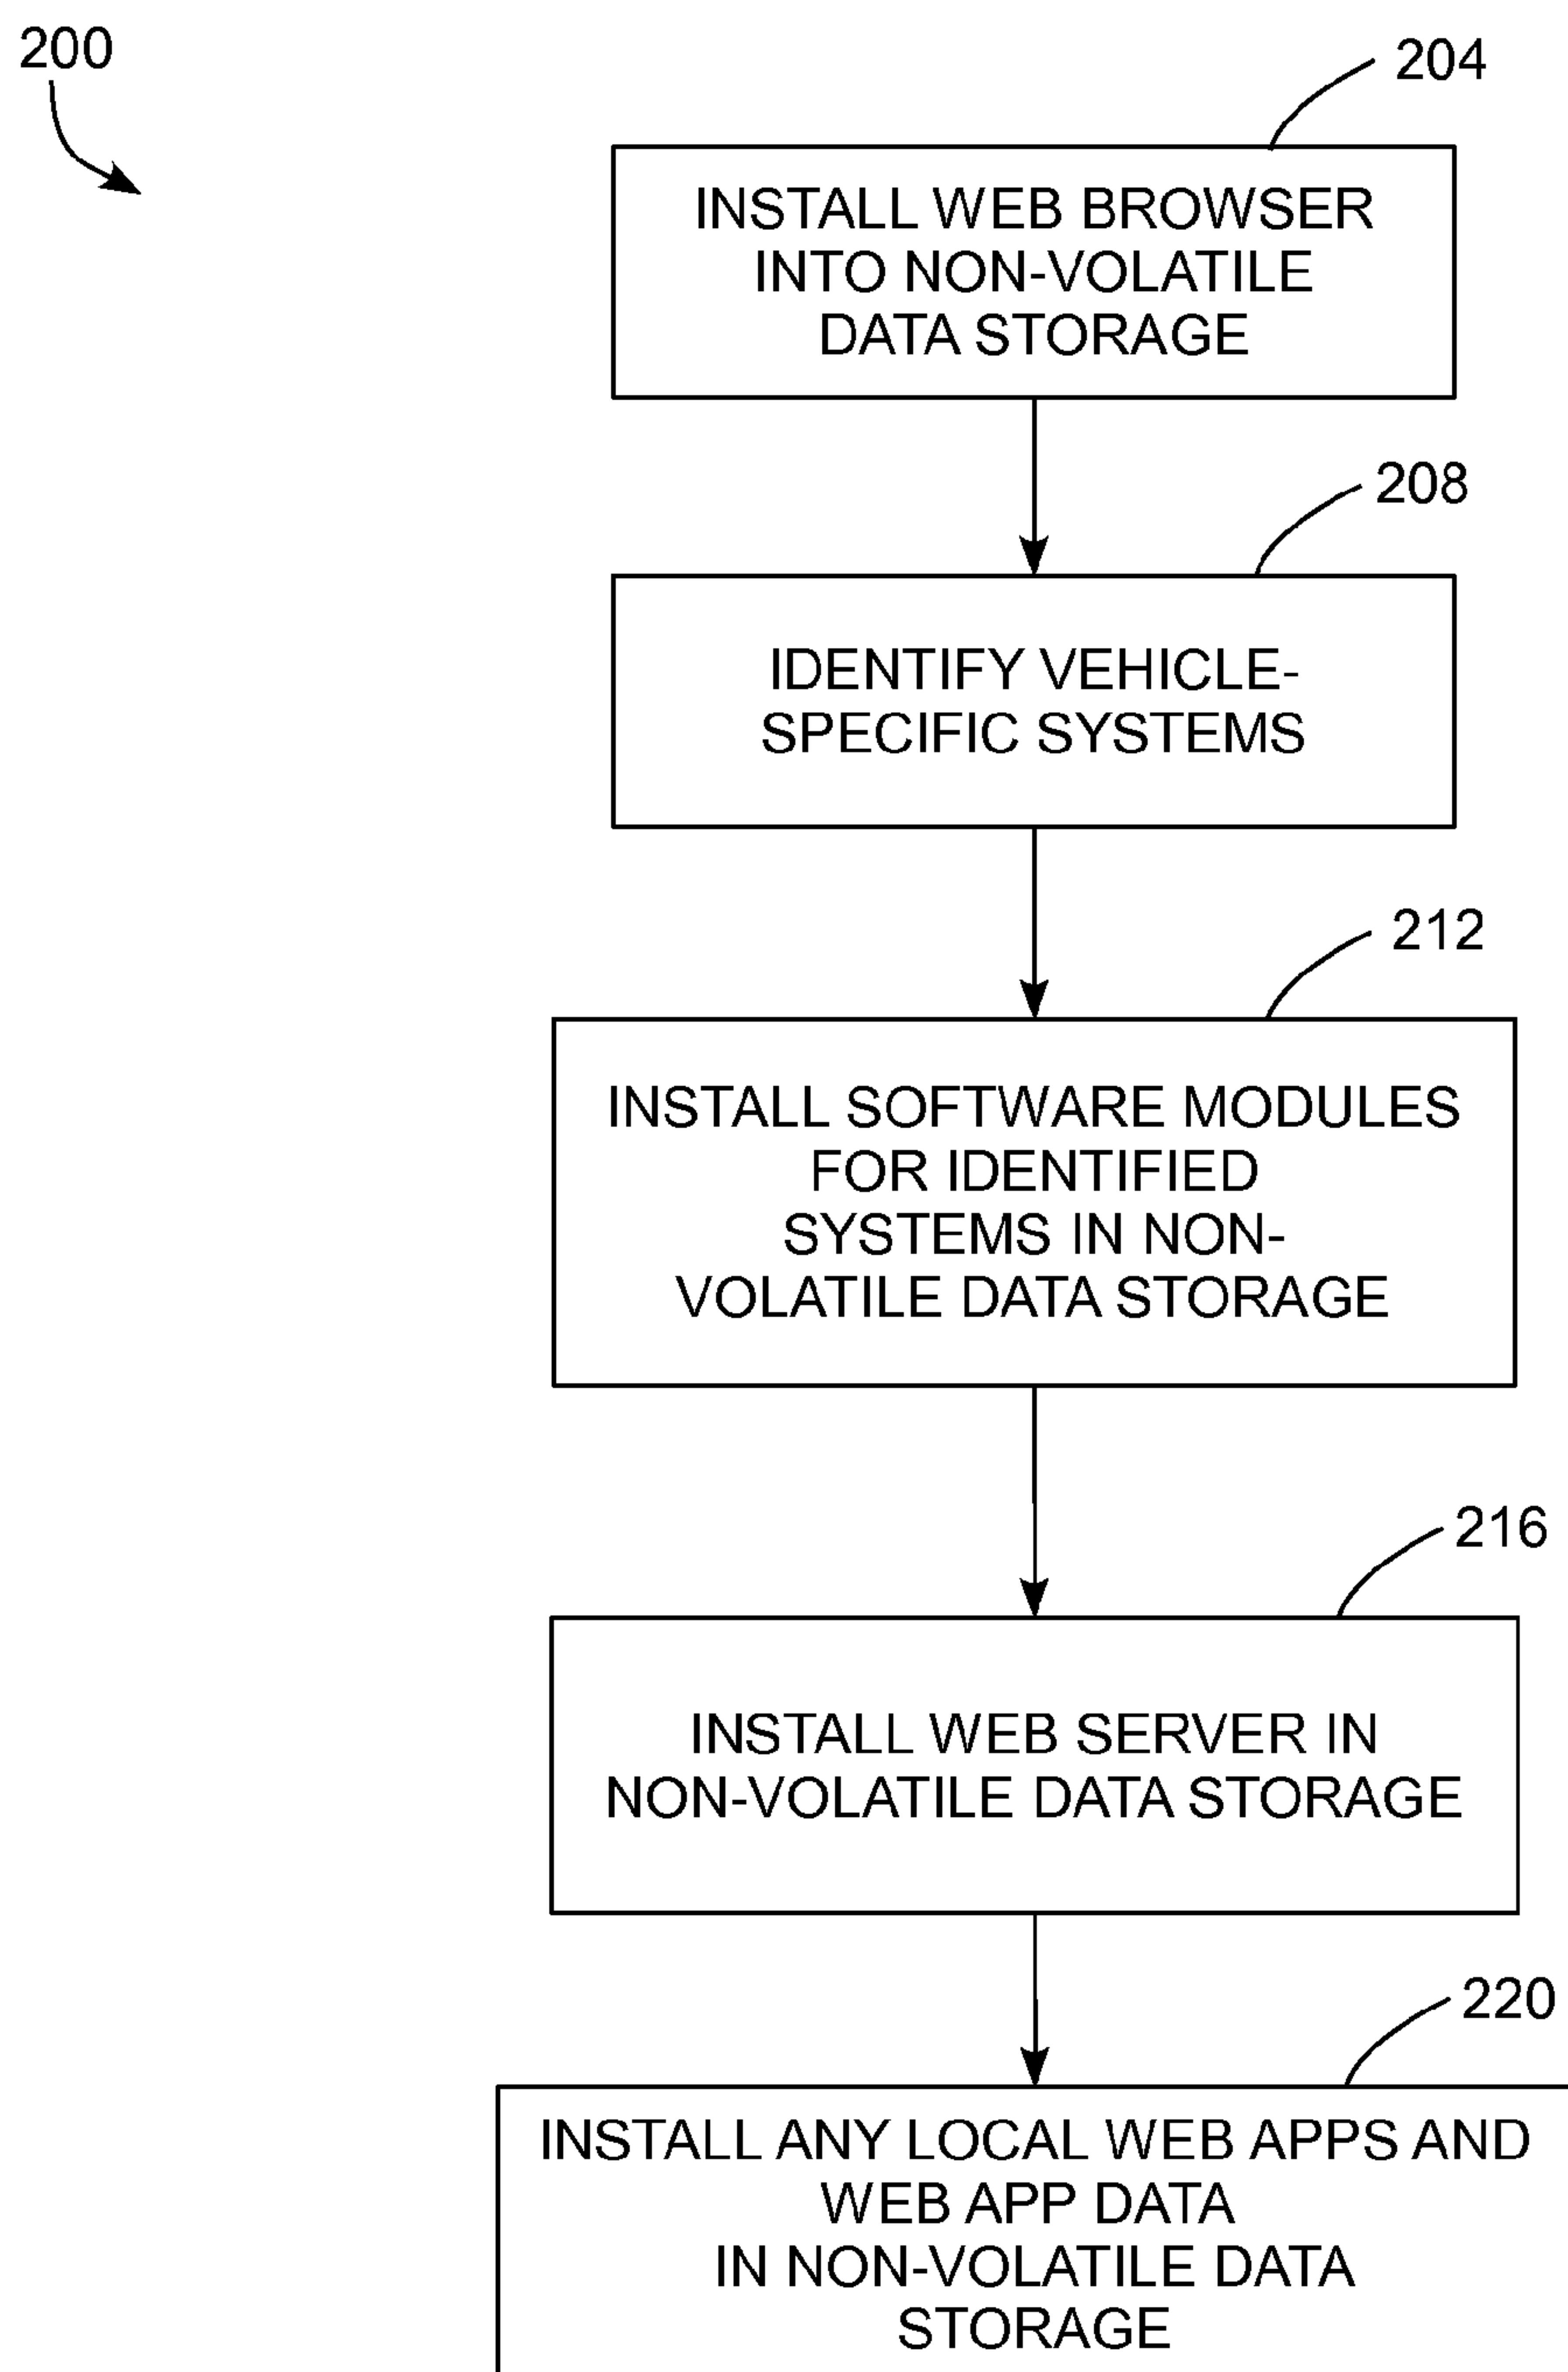 200
204
INSTALL WEB BROWSER
INTO NON-VOLATILE
DATA STORAGE
208
IDENTIFY VEHICLE-
SPECIFIC SYSTEMS
212
INSTALL SOFTWARE MODULES
FOR IDENTIFIED
SYSTEMS IN NON-
VOLATILE DATA STORAGE
216
INSTALL WEB SERVER IN
NON-VOLATILE DATA STORAGE
220
INSTALL ANY LOCAL WEB APPS AND
WEB APP DATA
IN NON-VOLATILE DATA
STORAGE